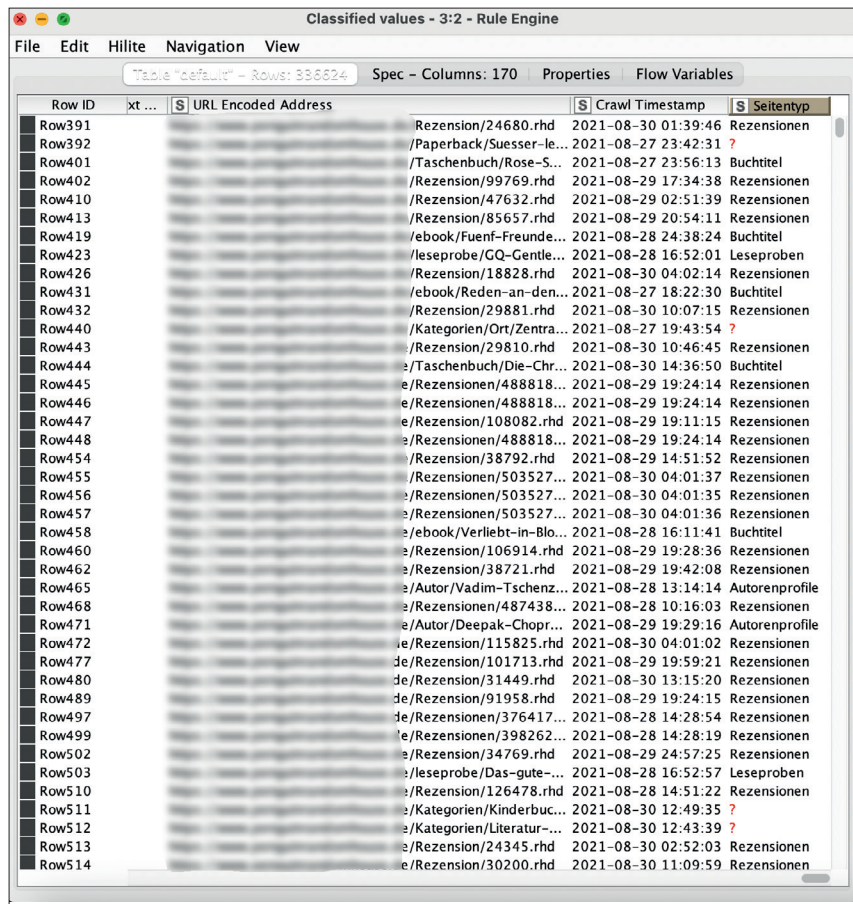 Classified values - 3:2 - Rule Engine
File Edit Hilite Navigation View
Table "default" - Rows: 336624 Spec - Columns: 170 Properties Flow Variables
Row ID xt ... S URL Encoded Address S Crawl Timestamp S Seitentyp
Row391 /Rezension/24680.rhd 2021-08-30 01:39:46 Rezensionen
Row392 /Paperback/Suesser-le... 2021-08-27 23:42:31 ?
Row401 /Taschenbuch/Rose-S... 2021-08-27 23:56:13 Buchtitel
Row402 /Rezension/99769.rhd 2021-08-29 17:34:38 Rezensionen
Row410 /Rezension/47632.rhd 2021-08-29 02:51:39 Rezensionen
Row413 /Rezension/85657.rhd 2021-08-29 20:54:11 Rezensionen
Row419 /ebook/Fuenf-Freunde... 2021-08-28 24:38:24 Buchtitel
Row423 /leseprobe/GQ-Gentle... 2021-08-28 16:52:01 Leseproben
Row426 /Rezension/18828.rhd 2021-08-30 04:02:14 Rezensionen
Row431 /ebook/Reden-an-den... 2021-08-27 18:22:30 Buchtitel
Row432 /Rezension/29881.rhd 2021-08-30 10:07:15 Rezensionen
Row440 /Kategorien/Ort/Zentra... 2021-08-27 19:43:54 ?
Row443 e/Rezension/29810.rhd 2021-08-30 10:46:45 Rezensionen
Row444 e/Taschenbuch/Die-Chr... 2021-08-30 14:36:50 Buchtitel
Row445 e/Rezensionen/488818... 2021-08-29 19:24:14 Rezensionen
Row446 e/Rezensionen/488818... 2021-08-29 19:24:14 Rezensionen
Row447 e/Rezension/108082.rhd 2021-08-29 19:11:15 Rezensionen
Row448 e/Rezensionen/488818... 2021-08-29 19:24:14 Rezensionen
Row454 e/Rezension/38792.rhd 2021-08-29 14:51:52 Rezensionen
Row455 e/Rezensionen/503527... 2021-08-30 04:01:37 Rezensionen
Row456 e/Rezensionen/503527... 2021-08-30 04:01:35 Rezensionen
Row457 e/Rezensionen/503527... 2021-08-30 04:01:36 Rezensionen
Row458 e/ebook/Verliebt-in-Blo... 2021-08-28 16:11:41 Buchtitel
Row460 e/Rezension/106914.rhd 2021-08-29 19:28:36 Rezensionen
Row462 e/Rezension/38721.rhd 2021-08-29 19:42:08 Rezensionen
Row465 e/Autor/Vadim-Tschenz... 2021-08-28 13:14:14 Autorenprofile
Row468 e/Rezensionen/487438... 2021-08-28 10:16:03 Rezensionen
Row471 e/Autor/Deepak-Chopr... 2021-08-29 19:29:16 Autorenprofile
Row472 e/Rezension/115825.rhd 2021-08-30 04:01:02 Rezensionen
Row477 de/Rezension/101713.rhd 2021-08-29 19:59:21 Rezensionen
Row480 de/Rezension/31449.rhd 2021-08-30 13:15:20 Rezensionen
Row489 de/Rezension/91958.rhd 2021-08-29 19:24:15 Rezensionen
Row497 de/Rezensionen/376417... 2021-08-28 14:28:54 Rezensionen
Row499 e/Rezensionen/398262... 2021-08-28 14:28:19 Rezensionen
Row502 e/Rezension/34769.rhd 2021-08-29 24:57:25 Rezensionen
Row503 e/leseprobe/Das-gute-... 2021-08-28 16:52:57 Leseproben
Row510 e/Rezension/126478.rhd 2021-08-28 14:51:22 Rezensionen
Row511 e/Kategorien/Kinderbuc... 2021-08-30 12:49:35 ?
Row512 e/Kategorien/Literatur-... 2021-08-30 12:43:39 ?
Row513 e/Rezension/24345.rhd 2021-08-30 02:52:03 Rezensionen
Row514 e/Rezension/30200.rhd 2021-08-30 11:09:59 Rezensionen